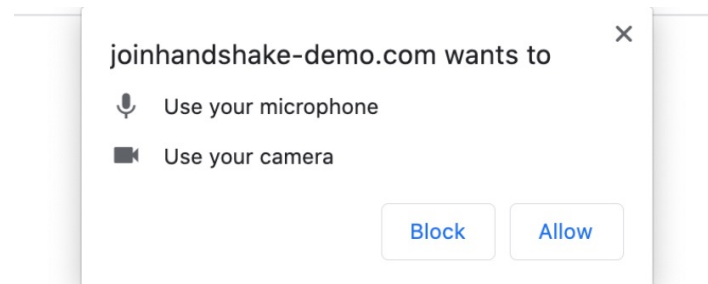 joinhandshake-demo.com wants to
Use your microphone
Use your camera
Block Allow